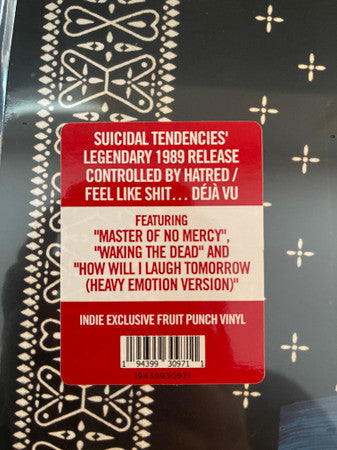 SUICIDAL TENDENCIES'
LEGENDARY 1989 RELEASE
CONTROLLED BY HATRED /
FEEL LIKE SHIT... DÉJÀ VU
FEATURING
"MASTER OF NO MERCY",
"WAKING THE DEAD" AND
"HOW WILL I LAUGH TOMORROW
(HEAVY EMOTION VERSION)"
INDIE EXCLUSIVE FRUIT PUNCH VINYL
1 94399 30971 1
19439930971